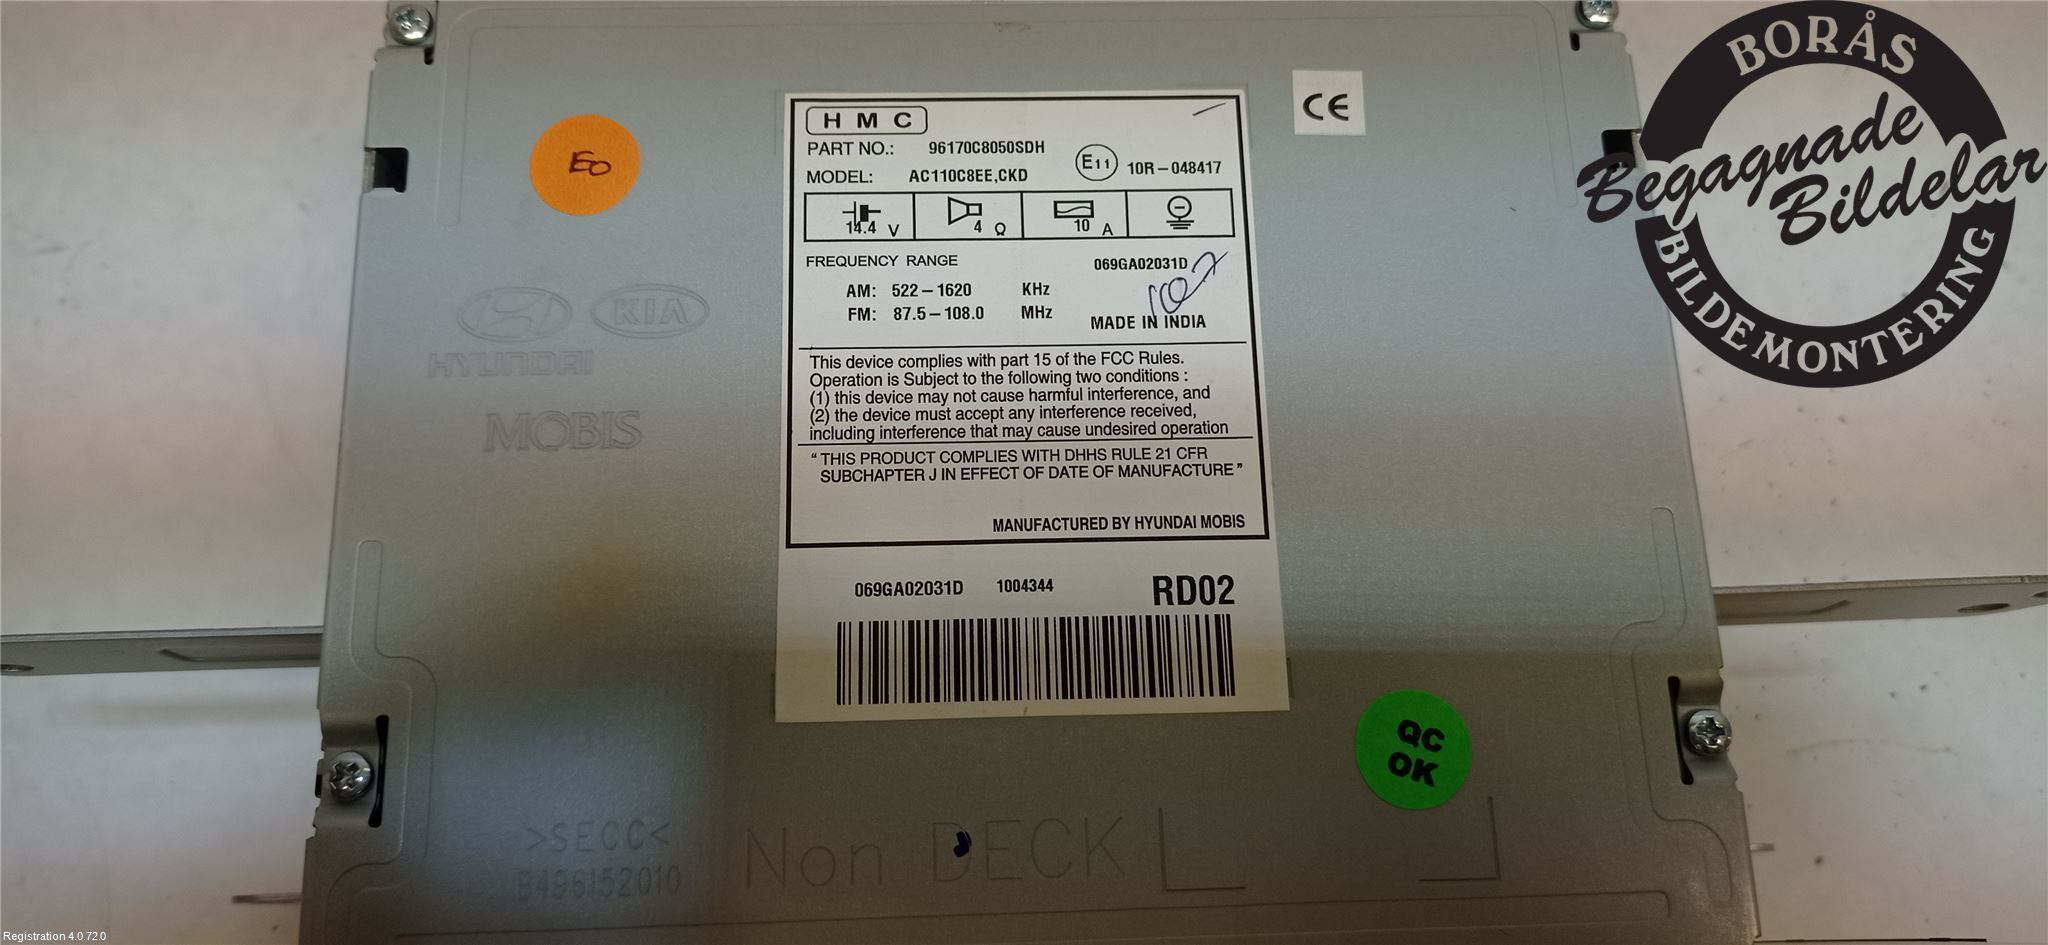 BORÅS
Begagnade
Bildelar
BILDEMONTERING
CE
EO
HMC
PART NO.: 96170C8050SDH
MODEL: AC110C8EE,CKD
E11
10R-048417
14.4 V
4 Ω
10 A
FREQUENCY RANGE
069GA02031D
AM: 522-1620 KHz
102
FM: 87.5-108.0 MHz
MADE IN INDIA
This device complies with part 15 of the FCC Rules.
Operation is Subject to the following two conditions :
(1) this device may not cause harmful interference, and
(2) the device must accept any interference received,
including interference that may cause undesired operation
" THIS PRODUCT COMPLIES WITH DHHS RULE 21 CFR
SUBCHAPTER J IN EFFECT OF DATE OF MANUFACTURE "
MANUFACTURED BY HYUNDAI MOBIS
069GA02031D 1004344 RD02
KIA
HYUNDAI
MOBIS
QC
OK
>SECC<
B496152010
Non DECK
Registration 4.0.72.0